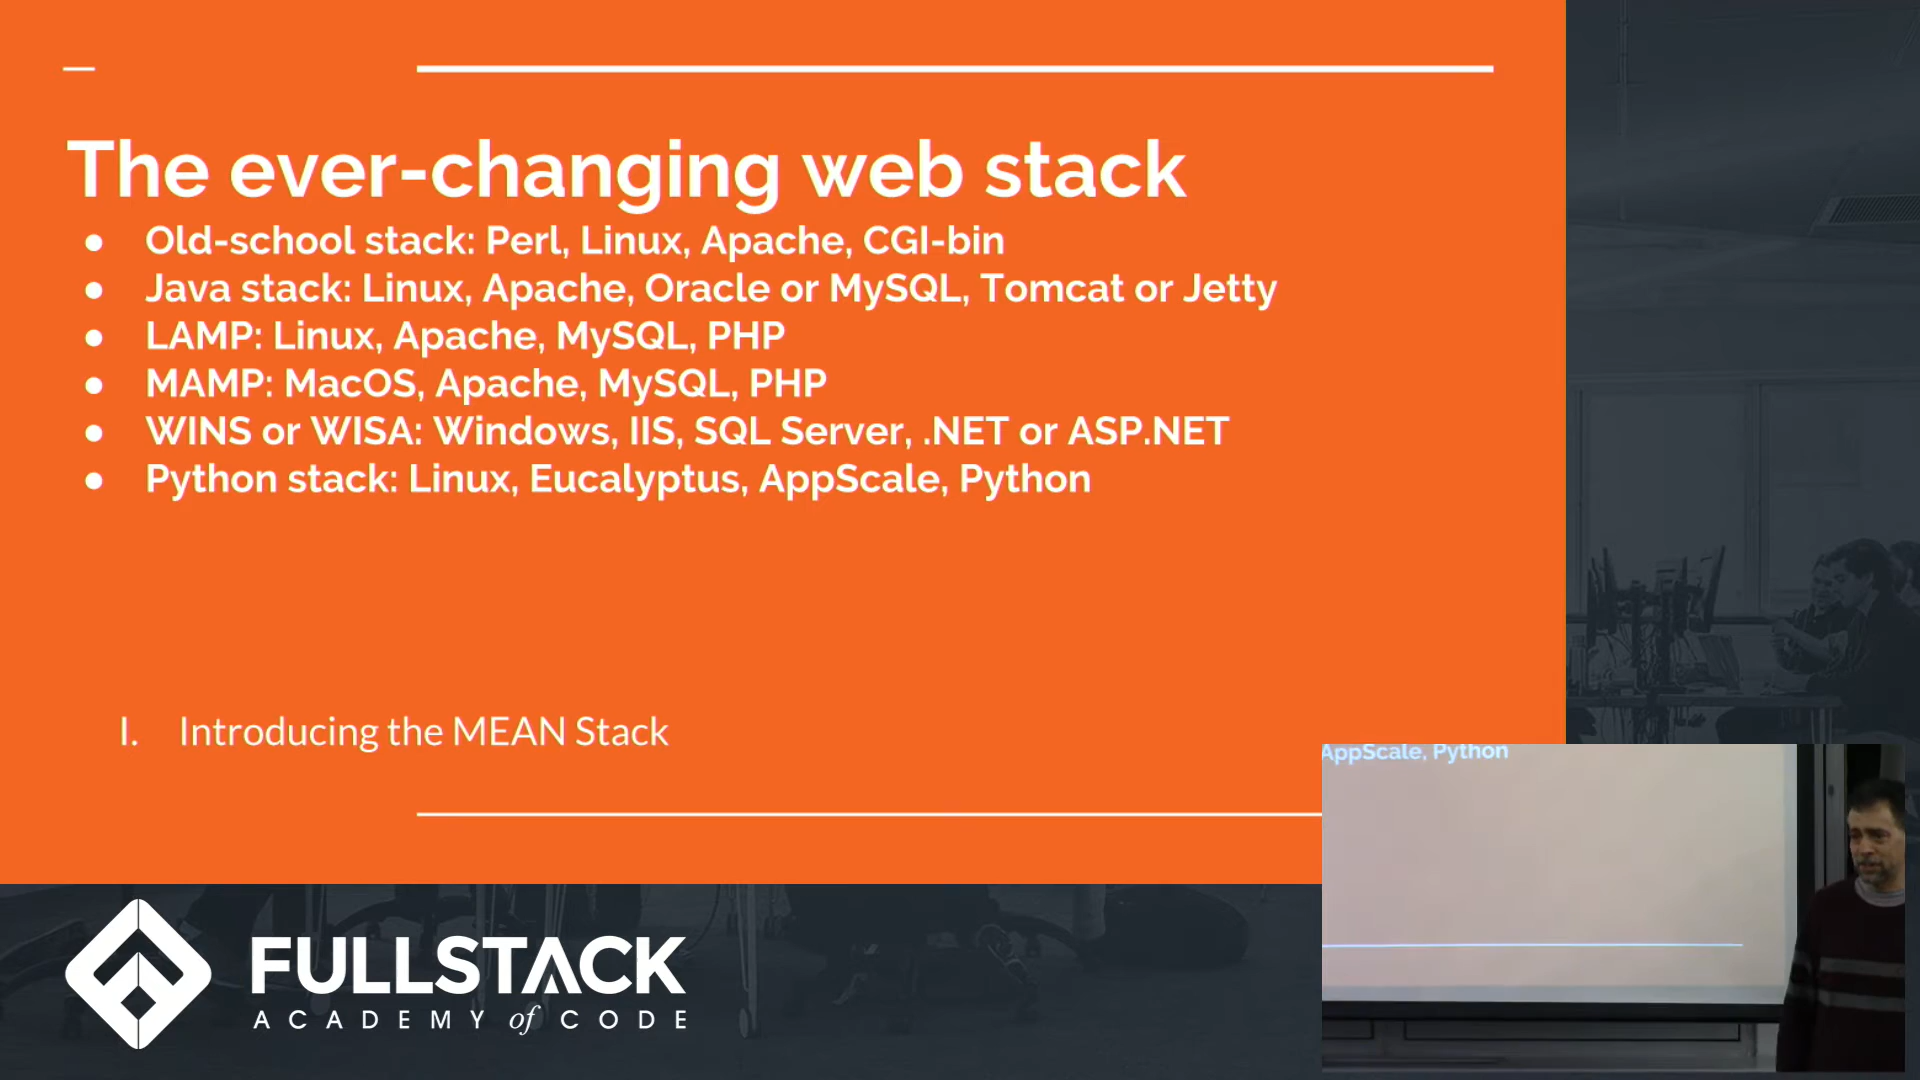 The ever-changing web stack
● Old-school stack: Perl, Linux, Apache, CGI-bin
● Java stack: Linux, Apache, Oracle or MySQL, Tomcat or Jetty
● LAMP: Linux, Apache, MySQL, PHP
● MAMP: MacOS, Apache, MySQL, PHP
● WINS or WISA: Windows, IIS, SQL Server, .NET or ASP.NET
● Python stack: Linux, Eucalyptus, AppScale, Python
I. Introducing the MEAN Stack
AppScale, Python
FULLSTACK
ACADEMY of CODE